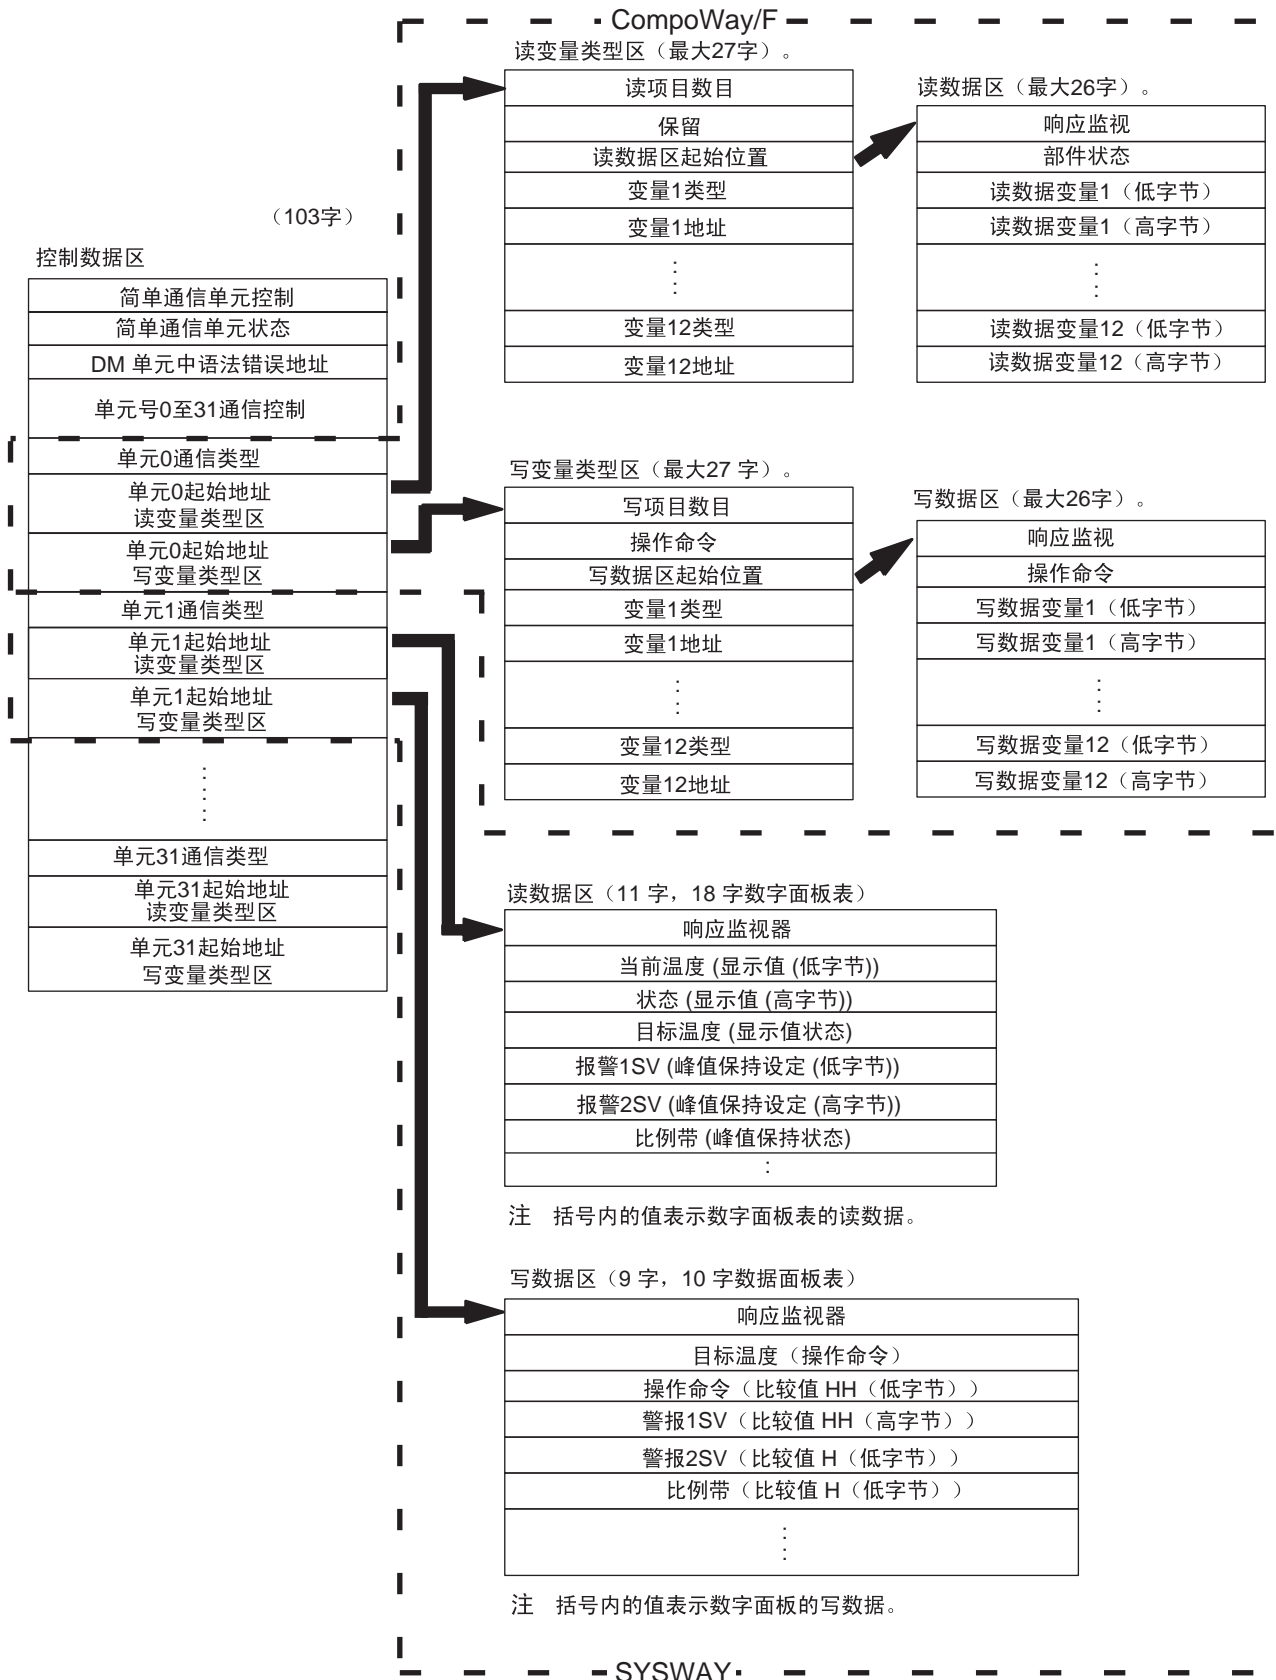 CompoWay/F
读变量类型区（最大27字）。
读项目数目
保留
读数据区起始位置
变量1类型
变量1地址
变量12类型
变量12地址
读数据区（最大26字）。
响应监视
部件状态
读数据变量1（低字节）
读数据变量1（高字节）
读数据变量12（低字节）
读数据变量12（高字节）
（103字）
控制数据区
简单通信单元控制
简单通信单元状态
DM 单元中语法错误地址
单元号0至31通信控制
单元0通信类型
单元0起始地址
读变量类型区
单元0起始地址
写变量类型区
单元1通信类型
单元1起始地址
读变量类型区
单元1起始地址
写变量类型区
单元31通信类型
单元31起始地址
读变量类型区
单元31起始地址
写变量类型区
写变量类型区（最大27 字）。
写项目数目
操作命令
写数据区起始位置
变量1类型
变量1地址
变量12类型
变量12地址
写数据区（最大26字）。
响应监视
操作命令
写数据变量1（低字节）
写数据变量1（高字节）
写数据变量12（低字节）
写数据变量12（高字节）
读数据区（11 字，18 字数字面板表）
响应监视器
当前温度 (显示值 (低字节))
状态 (显示值 (高字节))
目标温度 (显示值状态)
报警1SV (峰值保持设定 (低字节))
报警2SV (峰值保持设定 (高字节))
比例带 (峰值保持状态)
注 括号内的值表示数字面板表的读数据。
写数据区（9 字，10 字数据面板表）
响应监视器
目标温度（操作命令）
操作命令（比较值 HH（低字节））
警报1SV（比较值 HH（高字节））
警报2SV（比较值 H（低字节））
比例带（比较值 H（低字节））
注 括号内的值表示数字面板的写数据。
SYSWAY